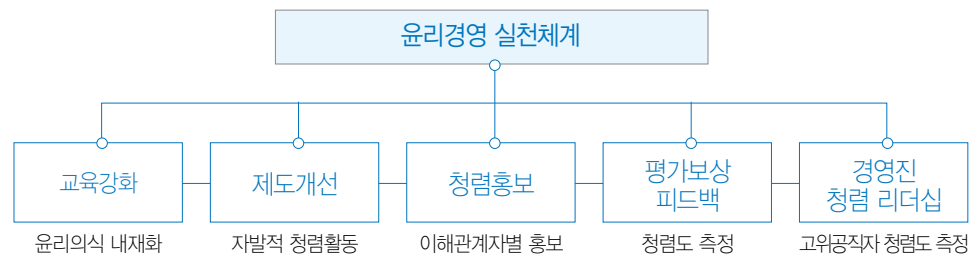 윤리경영 실천체계
교육강화
제도개선
청렴홍보
평가보상
피드백
경영진
청렴 리더십
윤리의식 내재화
자발적 청렴활동
이해관계자별 홍보
청렴도 측정
고위공직자 청렴도 측정